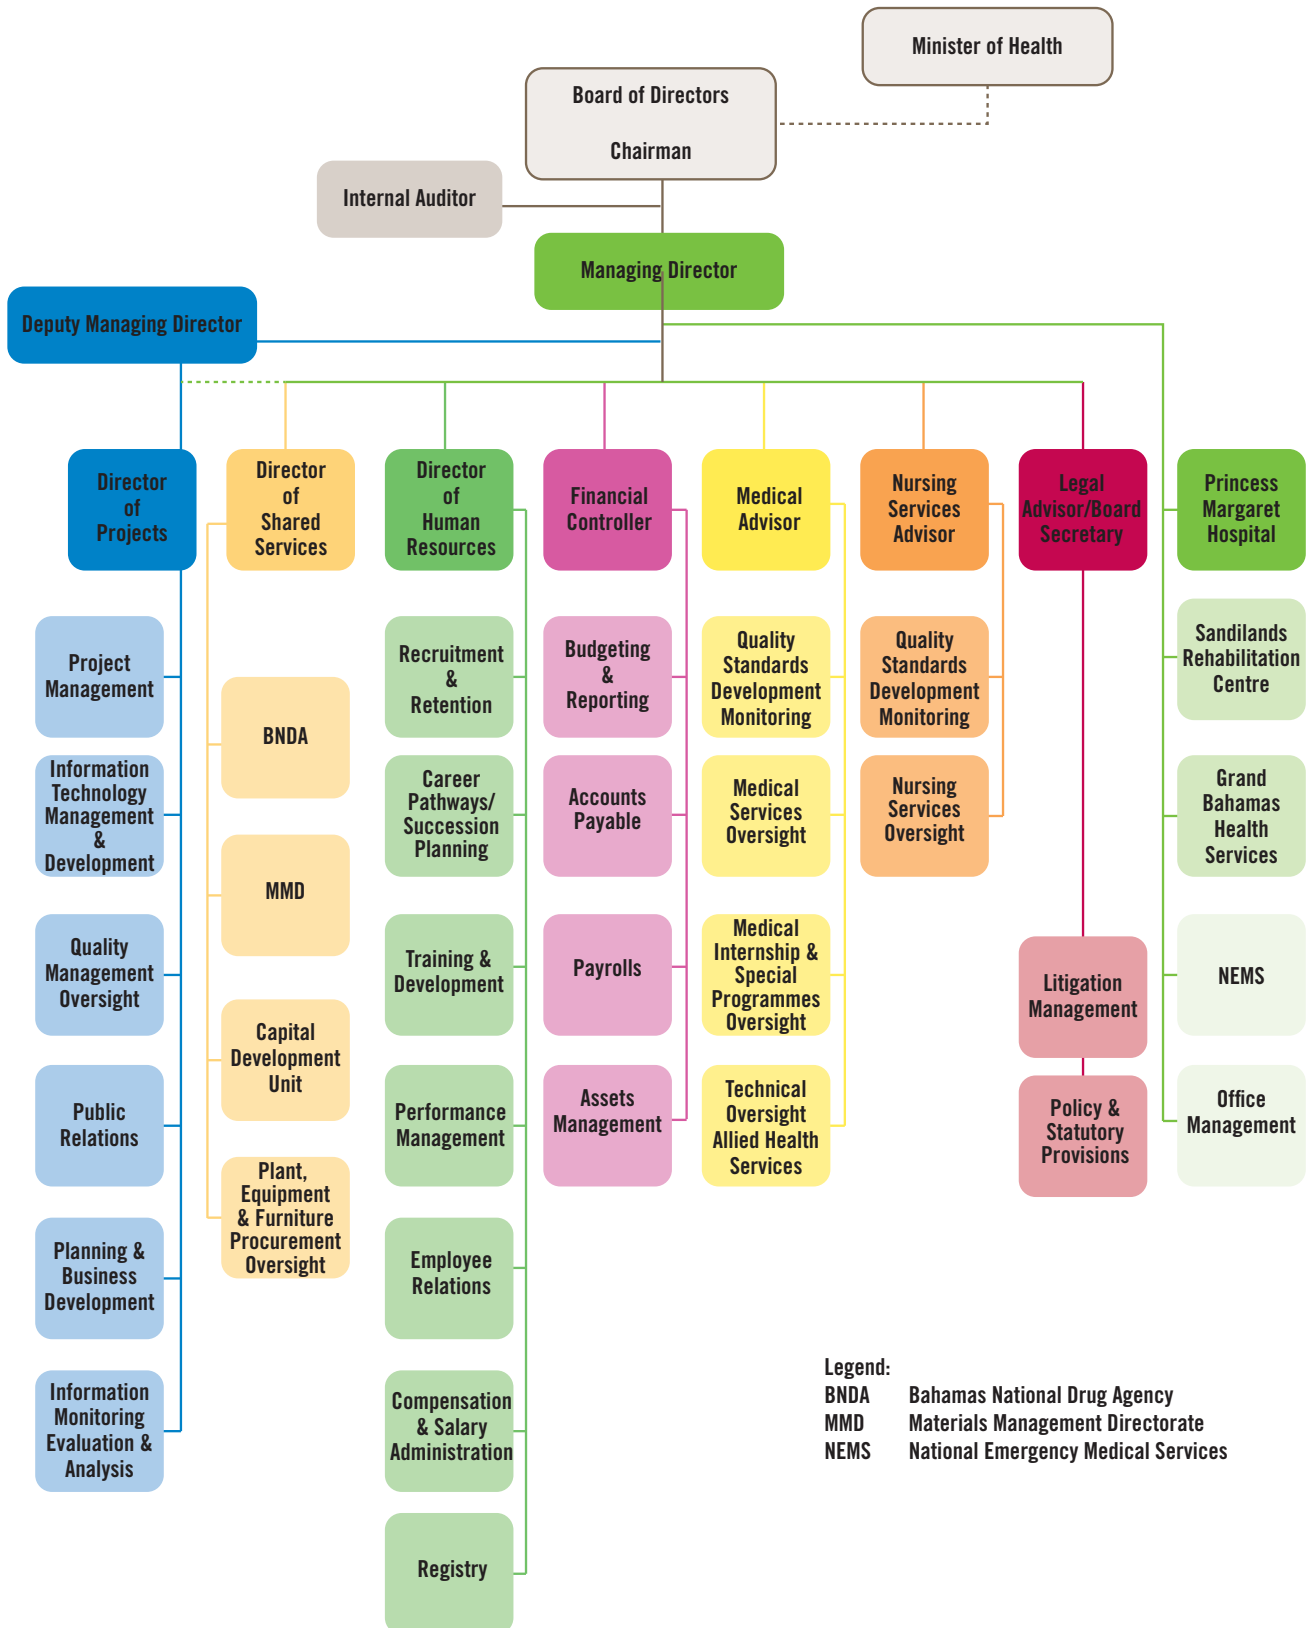 Minister of Health
Board of Directors
Chairman
Internal Auditor
Managing Director
Deputy Managing Director
Director
of
Projects
Director
of
Shared
Services
Director
of
Human
Resources
Financial
Controller
Medical
Advisor
Nursing
Services
Advisor
Legal
Advisor/Board
Secretary
Princess
Margaret
Hospital
Project
Management
Information
Technology
Management
&
Development
Quality
Management
Oversight
Public
Relations
Planning &
Business
Development
Information
Monitoring
Evaluation &
Analysis
BNDA
MMD
Capital
Development
Unit
Plant,
Equipment
& Furniture
Procurement
Oversight
Recruitment
&
Retention
Career
Pathways/
Succession
Planning
Training &
Development
Performance
Management
Employee
Relations
Compensation
& Salary
Administration
Registry
Budgeting
&
Reporting
Accounts
Payable
Payrolls
Assets
Management
Quality
Standards
Development
Monitoring
Medical
Services
Oversight
Medical
Internship &
Special
Programmes
Oversight
Technical
Oversight
Allied Health
Services
Quality
Standards
Development
Monitoring
Nursing
Services
Oversight
Litigation
Management
Policy &
Statutory
Provisions
Sandilands
Rehabilitation
Centre
Grand
Bahamas
Health
Services
NEMS
Office
Management
Legend:
BNDA Bahamas National Drug Agency
MMD Materials Management Directorate
NEMS National Emergency Medical Services